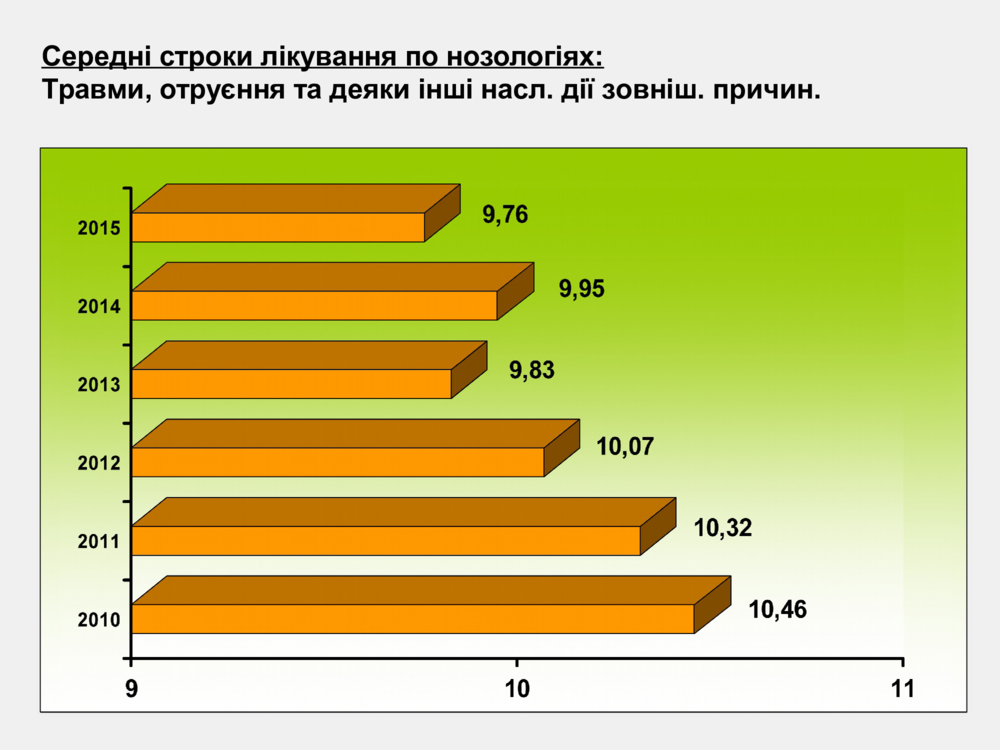 Середні строки лікування по нозологіях:
Травми, отруєння та деяки інші насл. дії зовніш. причин.
2015 9,76
2014 9,95
2013 9,83
2012 10,07
2011 10,32
2010 10,46
9 10 11